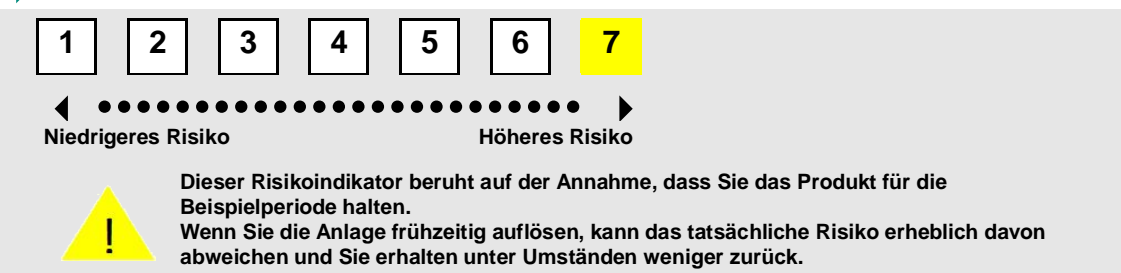 1 2 3 4 5 6 7
Niedrigeres Risiko Höheres Risiko
Dieser Risikoindikator beruht auf der Annahme, dass Sie das Produkt für die
Beispielperiode halten.
!
Wenn Sie die Anlage frühzeitig auflösen, kann das tatsächliche Risiko erheblich davon
abweichen und Sie erhalten unter Umständen weniger zurück.